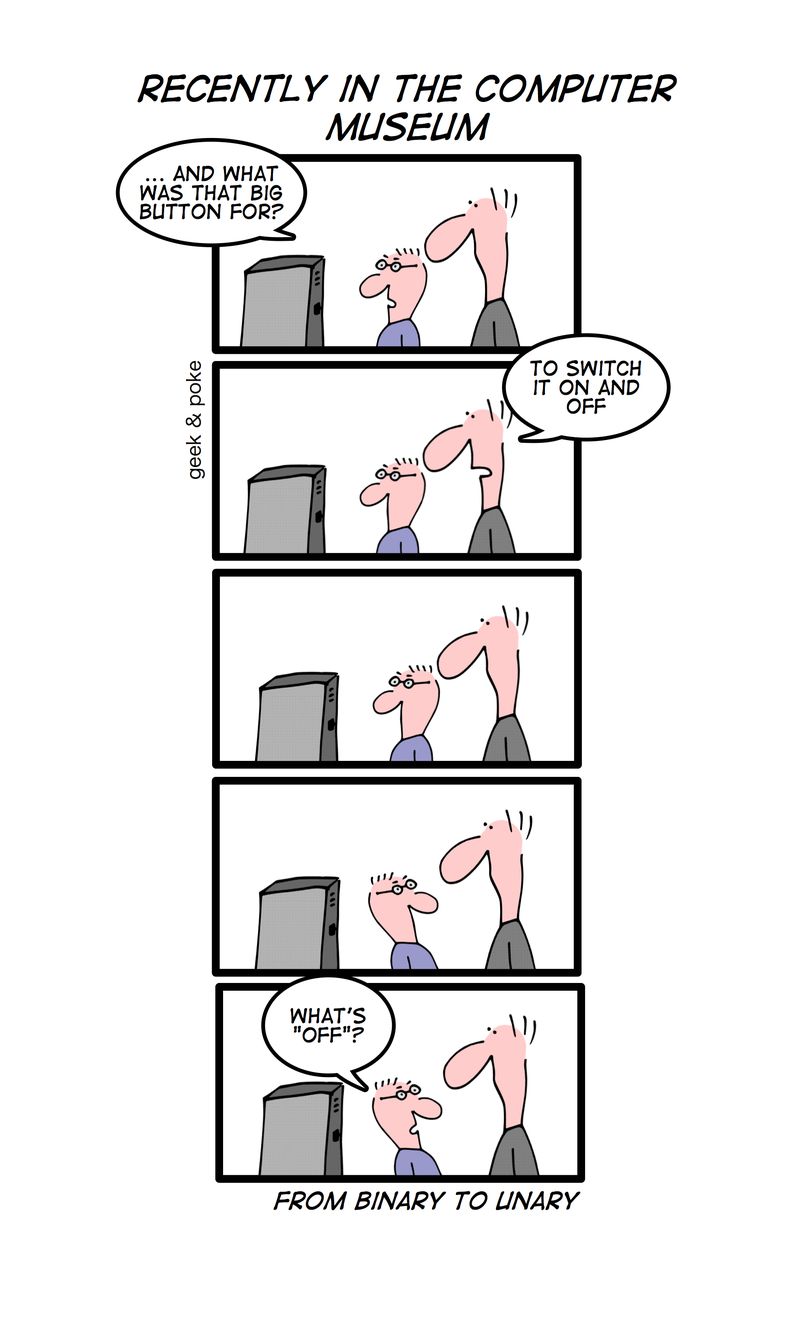 RECENTLY IN THE COMPUTER
MUSEUM
... AND WHAT
WAS THAT BIG
BUTTON FOR?
geek & poke
TO SWITCH
IT ON AND
OFF
WHAT'S
"OFF"?
FROM BINARY TO UNARY